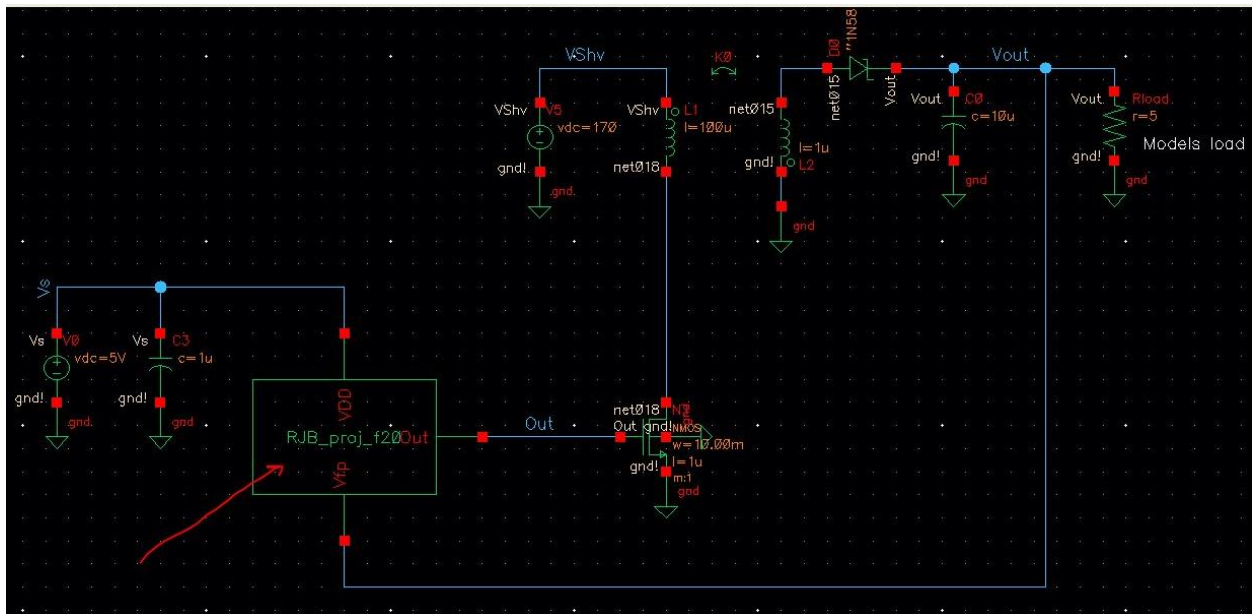 VShv
K0
D0
"1N58
Vout
VShv
V5
vdc=170
gnd!
gnd
VShv
L1
l=100u
net018
net015
l=1u
gnd!
L2
gnd
net015
Vout
Vout
C0
c=10u
gnd!
gnd
Vout
Rload
r=5
gnd!
gnd
Models load
Vs
Vs
V0
vdc=5V
gnd!
gnd
Vs
C3
c=1u
gnd!
gnd
VDD
RJB_proj_f20
Out
Vfp
Out
net018
Out
gnd!
NMOS
w=10.00m
l=1u
gnd!
m:1
gnd